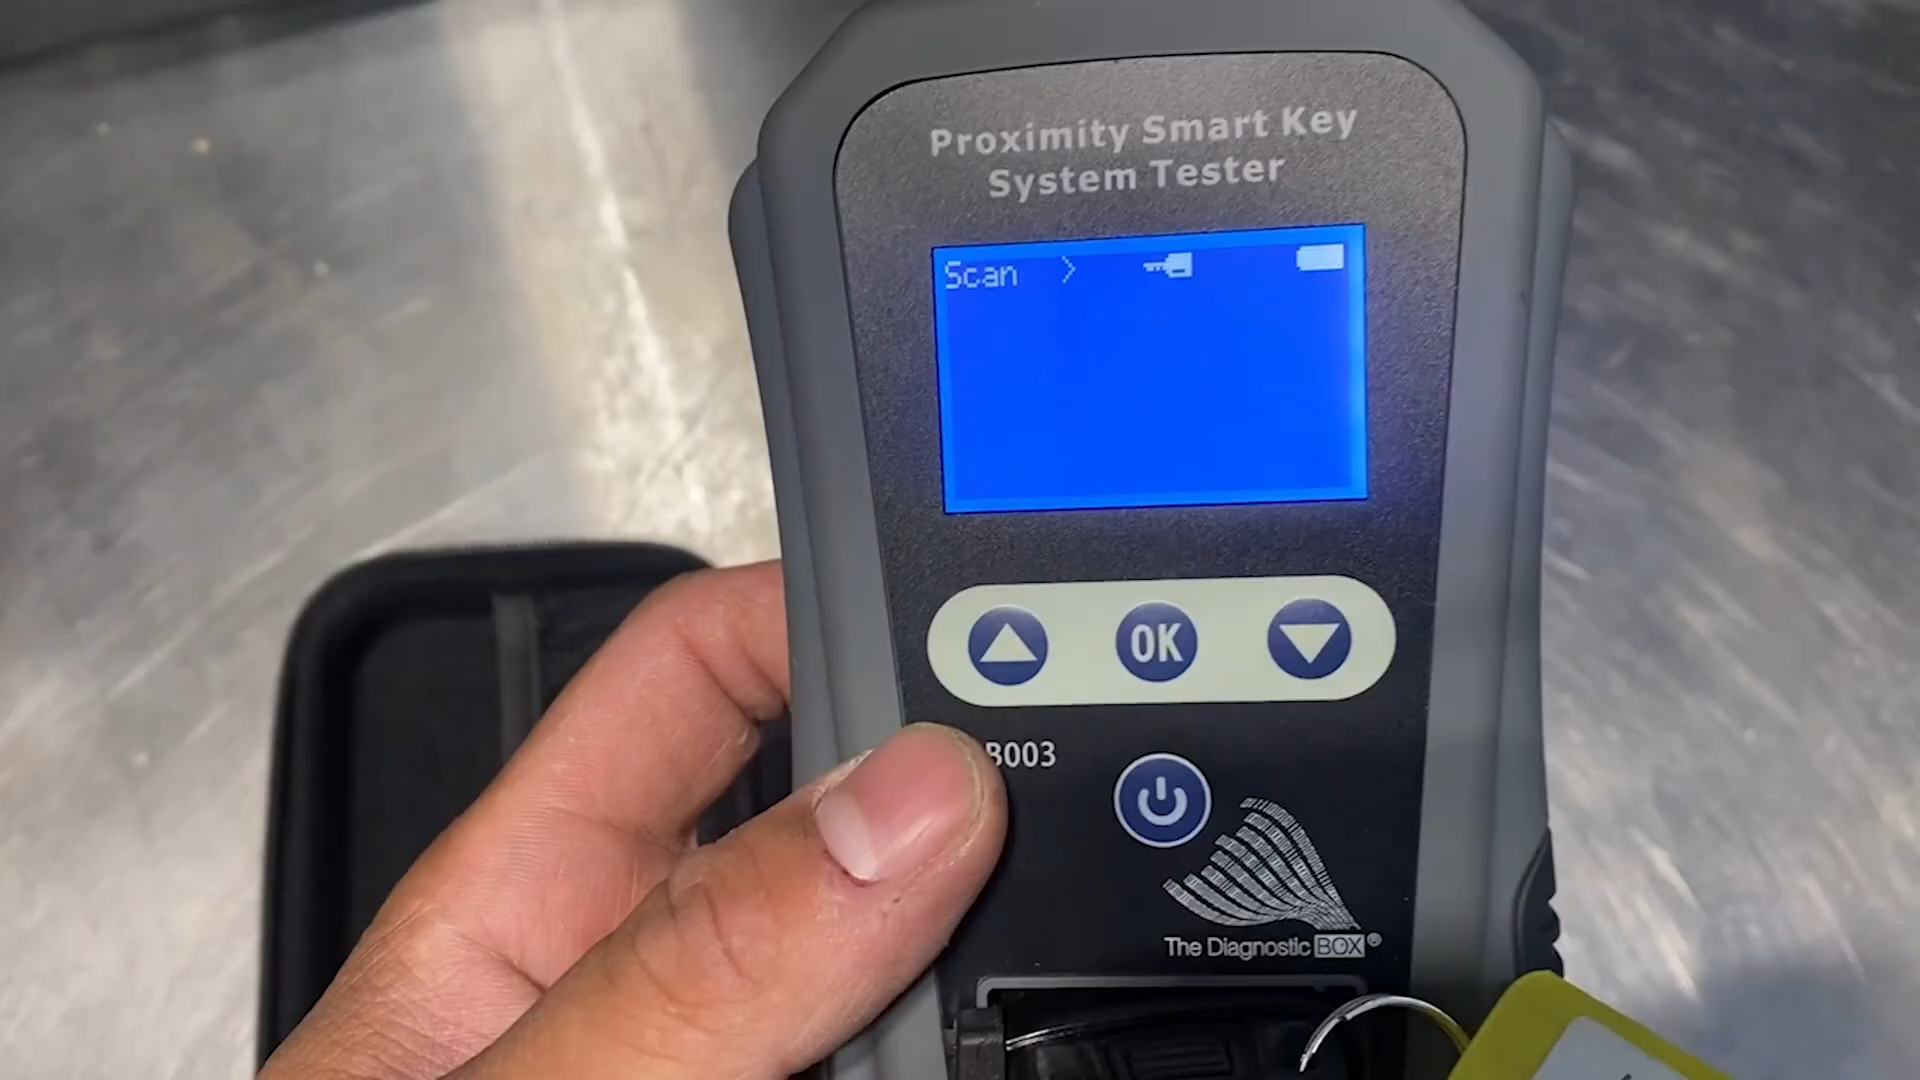 Proximity Smart Key
System Tester
Scan >
OK
B003
The Diagnostic BOX®